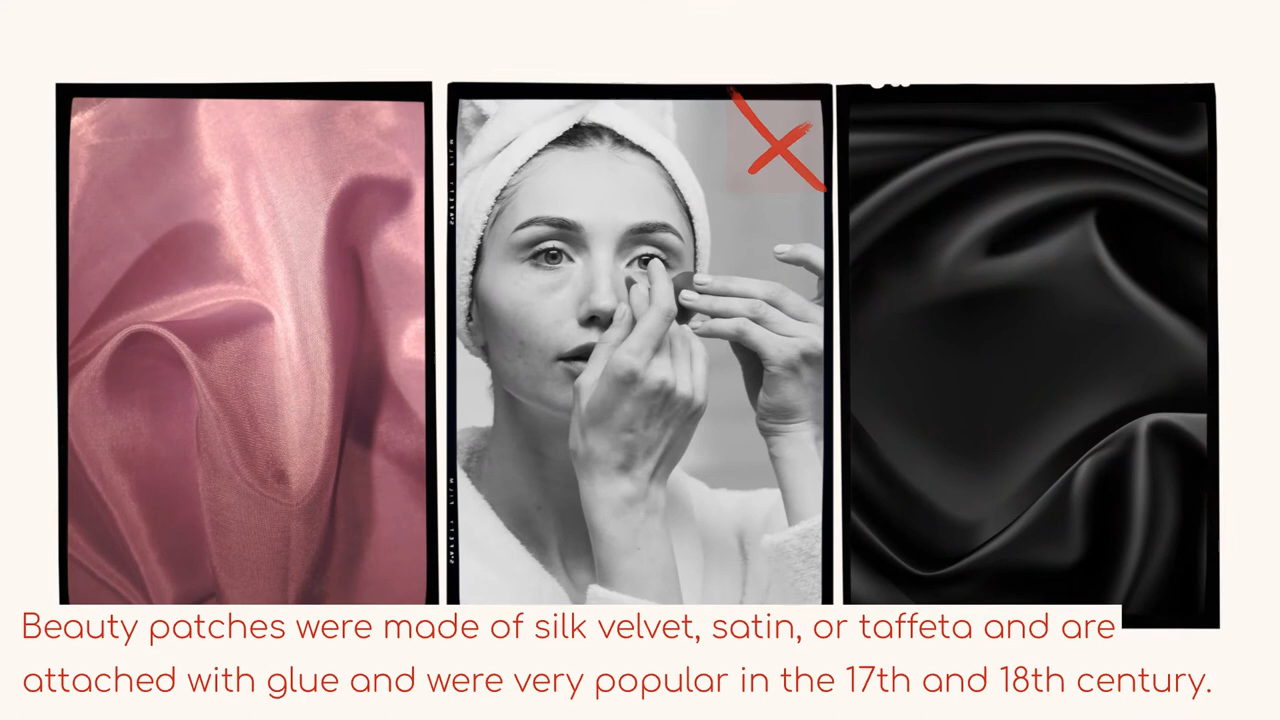 Beauty patches were made of silk velvet, satin, or taffeta and are
attached with glue and were very popular in the 17th and 18th century.